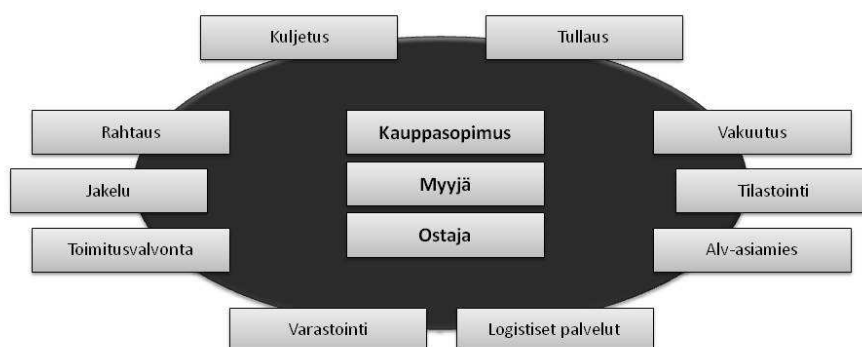 Kuljetus
Tullaus
Rahtaus
Kauppasopimus
Vakuutus
Jakelu
Myyjä
Tilastointi
Toimitusvalvonta
Ostaja
Alv-asiamies
Varastointi
Logistiset palvelut